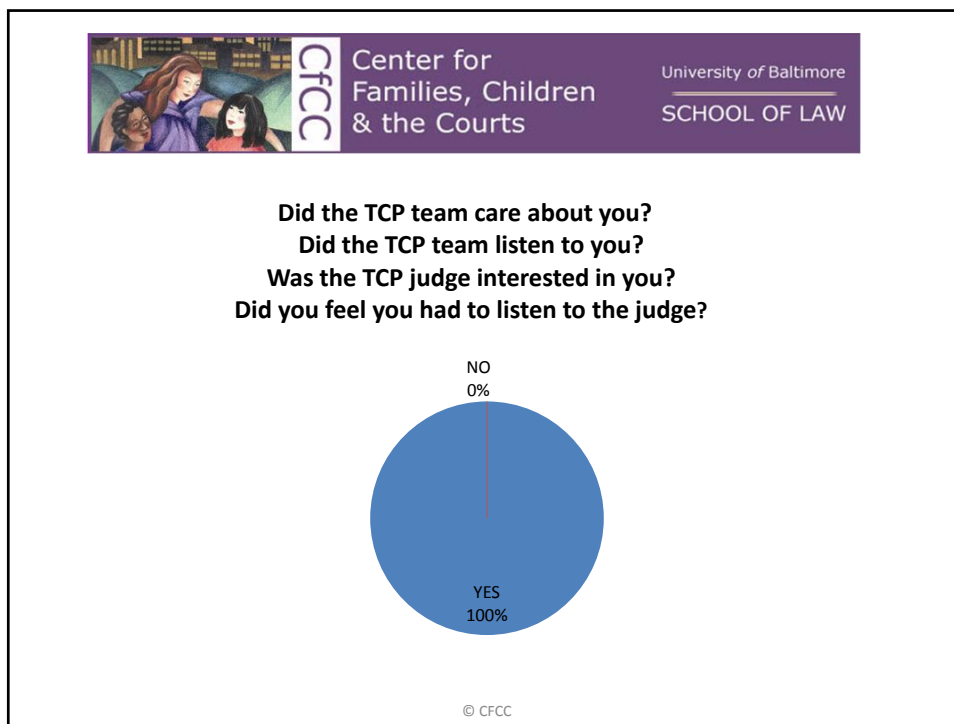 CFCC
Center for
Families, Children
& the Courts
University of Baltimore
SCHOOL OF LAW
Did the TCP team care about you?
Did the TCP team listen to you?
Was the TCP judge interested in you?
Did you feel you had to listen to the judge?
NO
0%
YES
100%
© CFCC